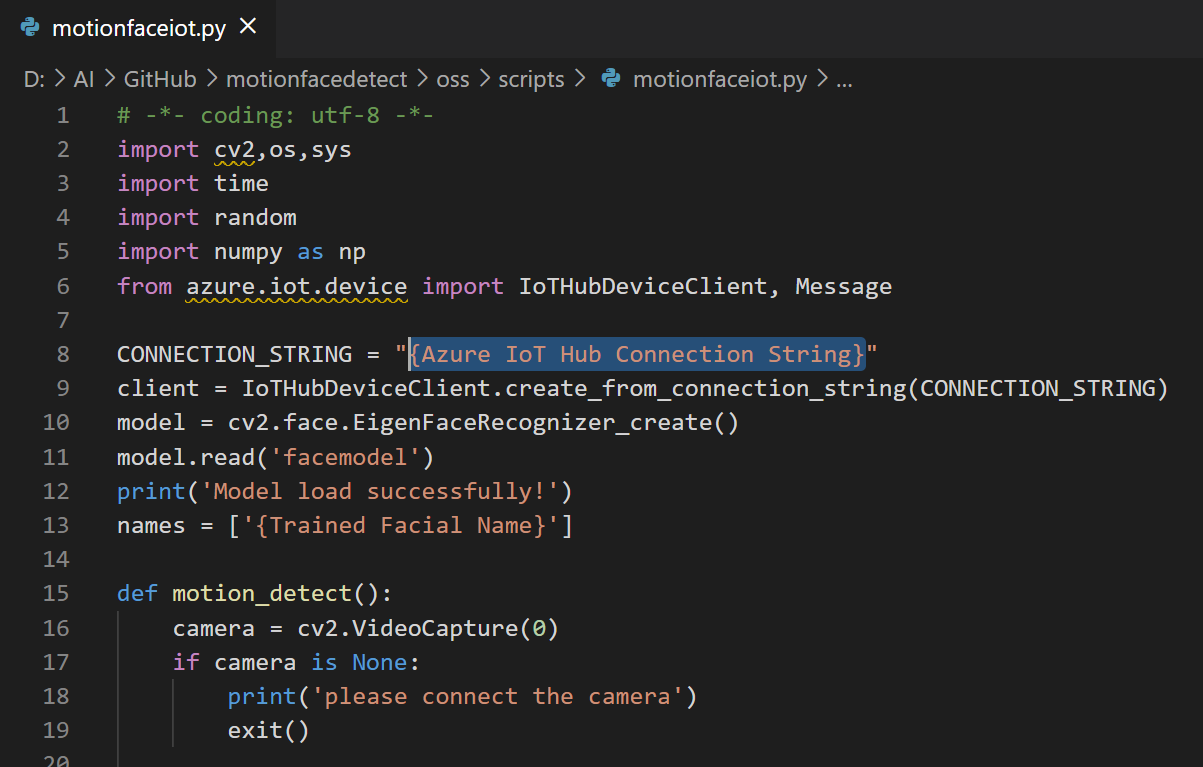 motionfaceiot.py ×
D: > AI > GitHub > motionfacedetect > oss > scripts > motionfaceiot.py > ...
1 # -*- coding: utf-8 -*-
2 import cv2,os,sys
3 import time
4 import random
5 import numpy as np
6 from azure.iot.device import IoTHubDeviceClient, Message
7
8 CONNECTION_STRING = "{Azure IoT Hub Connection String}"
9 client = IoTHubDeviceClient.create_from_connection_string(CONNECTION_STRING)
10 model = cv2.face.EigenFaceRecognizer_create()
11 model.read('facemodel')
12 print('Model load successfully!')
13 names = ['{Trained Facial Name}']
14
15 def motion_detect():
16     camera = cv2.VideoCapture(0)
17     if camera is None:
18         print('please connect the camera')
19         exit()
20